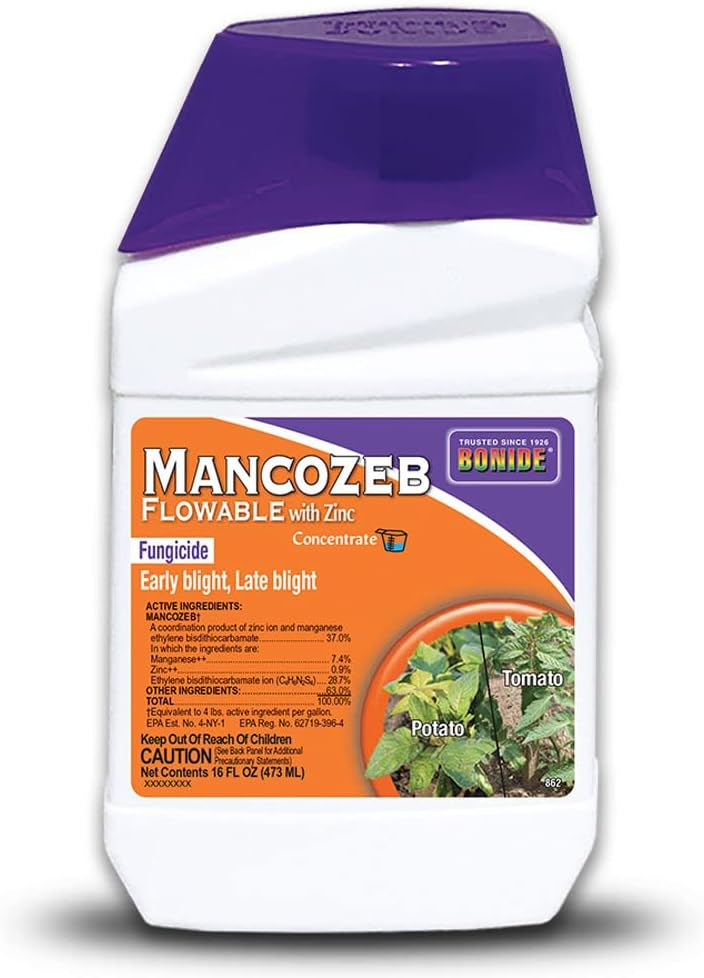 TRUSTED SINCE 1926
BONIDE®
MANCOZEB
FLOWABLE with Zinc
Concentrate
Fungicide
Early blight, Late blight
ACTIVE INGREDIENTS:
MANCOZEB†
A coordination product of zinc ion and manganese
ethylene bisdithiocarbamate.......................... 37.0%
In which the ingredients are:
Manganese++............................................ 7.4%
Zinc++...................................................... 0.9%
Ethylene bisdithiocarbamate ion (C₄H₆N₂S₄)..... 28.7%
OTHER INGREDIENTS:........................... 63.0%
TOTAL.................................................... 100.00%
†Equivalent to 4 lbs. active ingredient per gallon.
EPA Est. No. 4-NY-1 EPA Reg. No. 62719-396-4
Keep Out Of Reach Of Children
CAUTION (See Back Panel for Additional
Precautionary Statements)
Net Contents 16 FL OZ (473 ML)
XXXXXXXX
Tomato
Potato
862